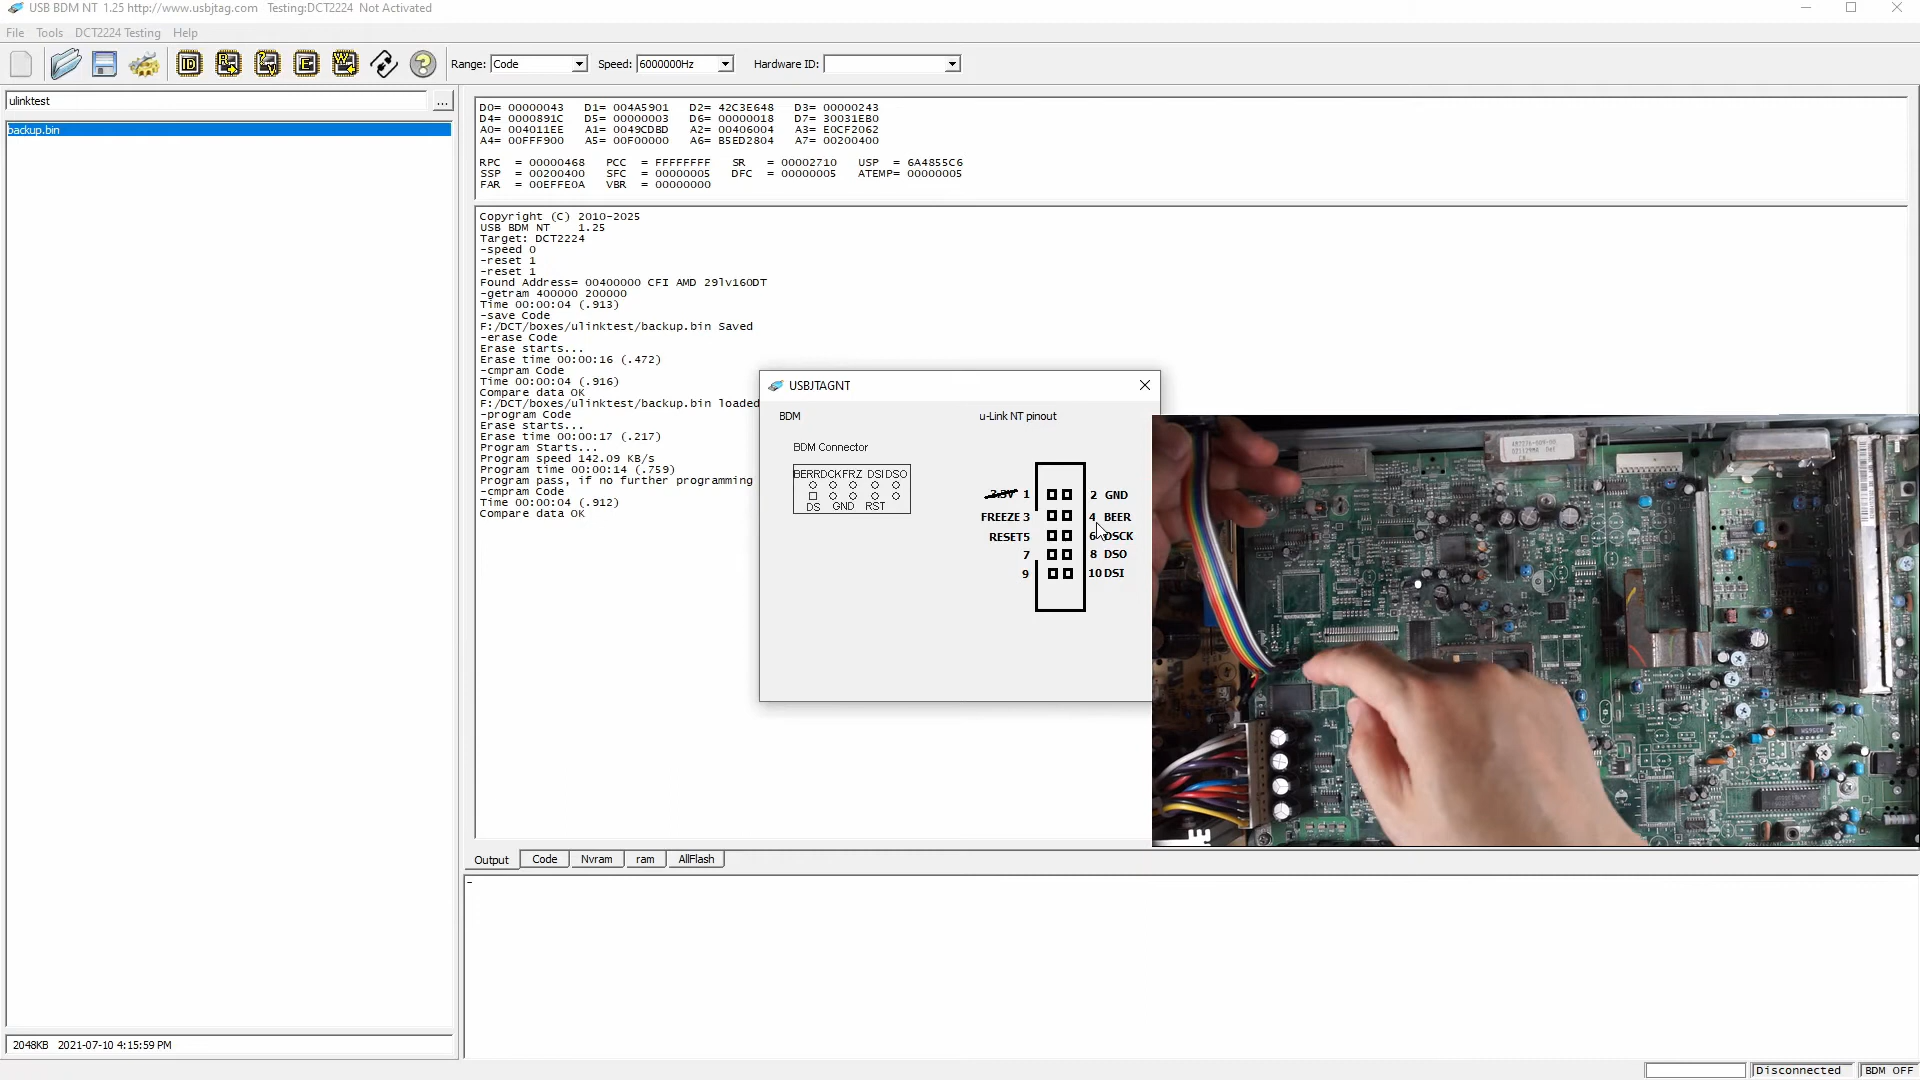 USB BDM NT 1.25 http://www.usbjtag.com Testing:DCT2224 Not Activated
File Tools DCT2224 Testing Help
ID R ?V E W ? Range: Code Speed: 6000000Hz Hardware ID:
ulinktest ...
backup.bin
D0= 00000043 D1= 004A5901 D2= 42C3E648 D3= 00000243
D4= 0000891C D5= 00000003 D6= 00000018 D7= 30031EB0
A0= 004011EE A1= 0049CDBD A2= 00406004 A3= E0CF2062
A4= 00FFF900 A5= 00F00000 A6= B5ED2804 A7= 00200400
RPC = 00000468 PCC = FFFFFFFF SR = 00002710 USP = 6A4855C6
SSP = 00200400 SFC = 00000005 DFC = 00000005 ATEMP= 00000005
FAR = 00EFFE0A VBR = 00000000
Copyright (C) 2010-2025
USB BDM NT 1.25
Target: DCT2224
-speed 0
-reset 1
-reset 1
Found Address= 00400000 CFI AMD 29lv160DT
-getram 400000 200000
Time 00:00:04 (.913)
-save Code
F:/DCT/boxes/ulinktest/backup.bin Saved
-erase Code
Erase starts...
Erase time 00:00:16 (.472)
-cmpram Code
Time 00:00:04 (.916)
Compare data OK
F:/DCT/boxes/ulinktest/backup.bin loaded
-program Code
Erase starts...
Erase time 00:00:17 (.217)
Program Starts...
Program speed 142.09 KB/s
Program time 00:00:14 (.759)
Program pass, if no further programming
-cmpram Code
Time 00:00:04 (.912)
Compare data OK
USBJTAGNT
BDM u-Link NT pinout
BDM Connector
BERRDCKFRZ DSIDSO
DS GND RST
3.3V 1 2 GND
FREEZE 3 4 BEER
RESET5 6 DSCK
7 8 DSO
9 10 DSI
Output Code Nvram ram AllFlash
-
2048KB 2021-07-10 4:15:59 PM
Disconnected BDM OFF